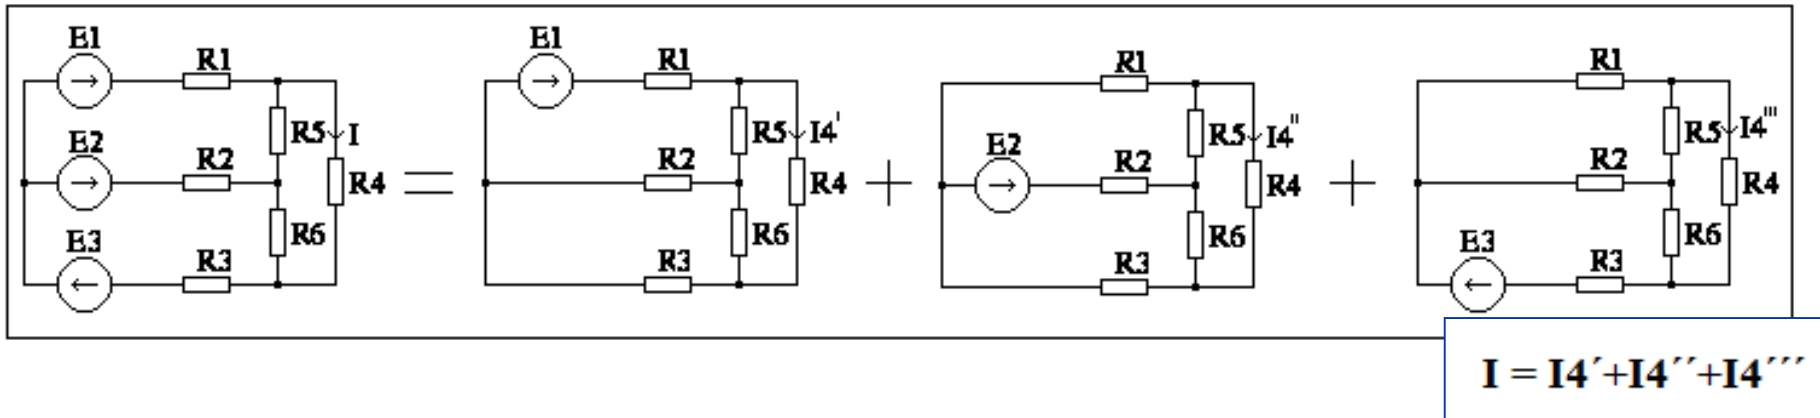 E1 R1 R5 I E2 R2 R4 R6 E3 R3
=
E1 R1 R5 I4' R2 R4 R6 R3
+
R1 R5 I4'' E2 R2 R4 R6 R3
+
R1 R5 I4''' R2 R4 R6 E3 R3
I = I4´+I4´´+I4´´´